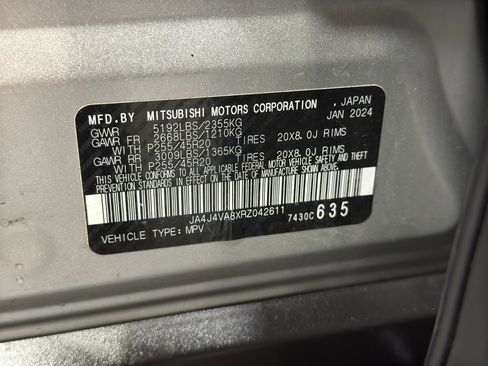 MFD.BY MITSUBISHI MOTORS CORPORATION , JAPAN
GVWR 5192LBS/2355KG JAN 2024
GAWR FR 2668LBS/1210KG
WITH P255/45R20 TIRES 20X8.0J RIMS
GAWR RR 3009LBS/1365KG
WITH P255/45R20 TIRES 20X8.0J RIMS
THIS VEHICLE CONFORMS TO ALL APPLICABLE FEDERAL MOTOR VEHICLE SAFETY AND THEFT
PREVENTION STANDARDS IN EFFECT ON THE DATE OF MANUFACTURE SHOWN ABOVE.
JA4J4VA8XRZ042611 7430C 635
VEHICLE TYPE: MPV